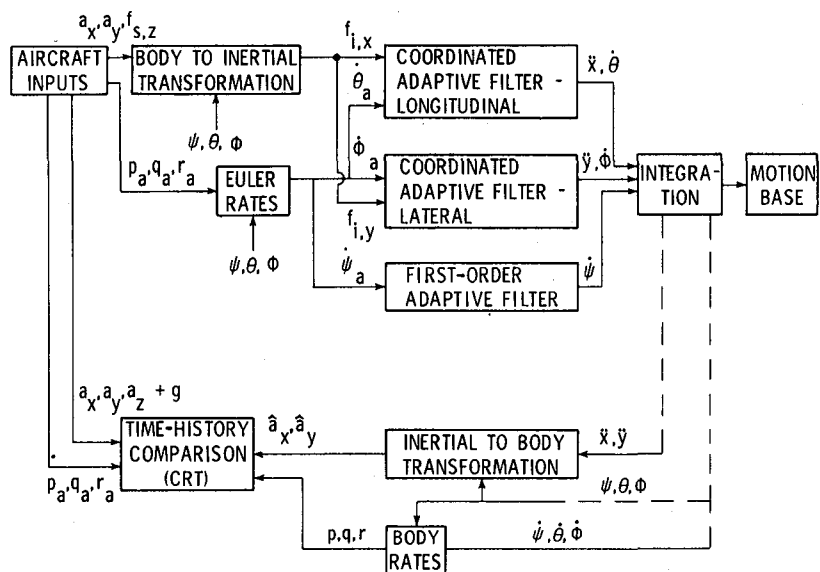 a_x, a_y, f_s,z
AIRCRAFT
INPUTS
BODY TO INERTIAL
TRANSFORMATION
ψ, θ, Φ
f_i,x
θ̇_a
COORDINATED
ADAPTIVE FILTER -
LONGITUDINAL
ẍ, θ̇
p_a, q_a, r_a
EULER
RATES
ψ, θ, Φ
Φ̇_a
f_i,y
COORDINATED
ADAPTIVE FILTER -
LATERAL
ÿ, Φ̇
INTEGRA-
TION
MOTION
BASE
ψ̇_a
FIRST-ORDER
ADAPTIVE FILTER
ψ̇
a_x, a_y, a_z + g
p_a, q_a, r_a
TIME-HISTORY
COMPARISON
(CRT)
â_x, â_y
INERTIAL TO BODY
TRANSFORMATION
ẍ, ÿ
ψ, θ, Φ
p, q, r
BODY
RATES
ψ̇, θ̇, Φ̇